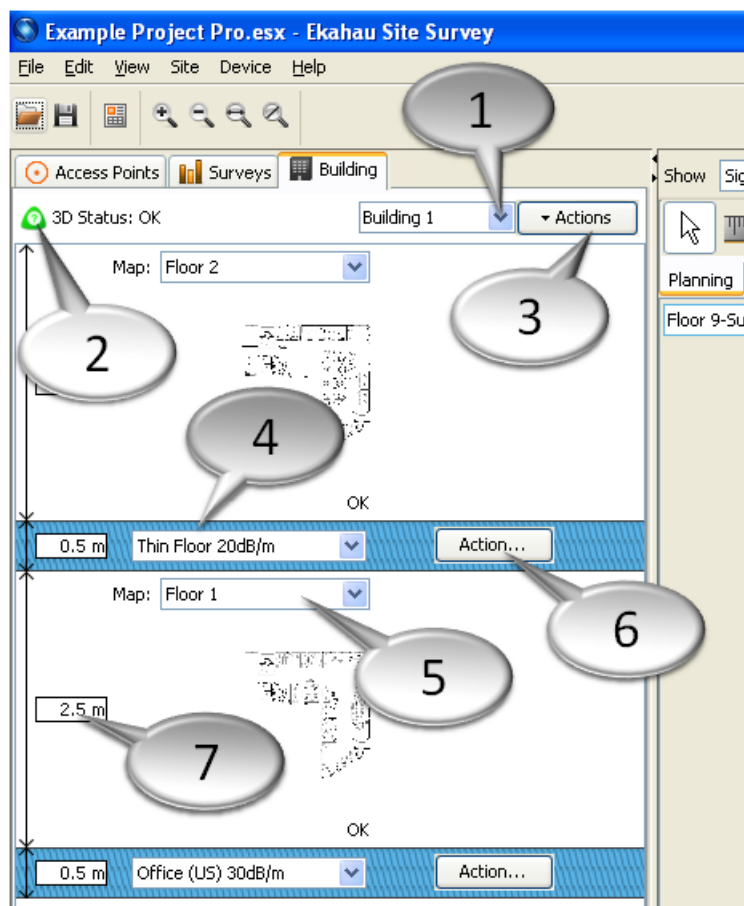 Example Project Pro.esx - Ekahau Site Survey
File Edit View Site Device Help
1
Access Points Surveys Building
Show Sig
3D Status: OK Building 1 Actions
Map: Floor 2
Planning
2
3
Floor 9-Su
4
OK
0.5 m Thin Floor 20dB/m Action...
Map: Floor 1
6
5
2.5 m
7
OK
0.5 m Office (US) 30dB/m Action...